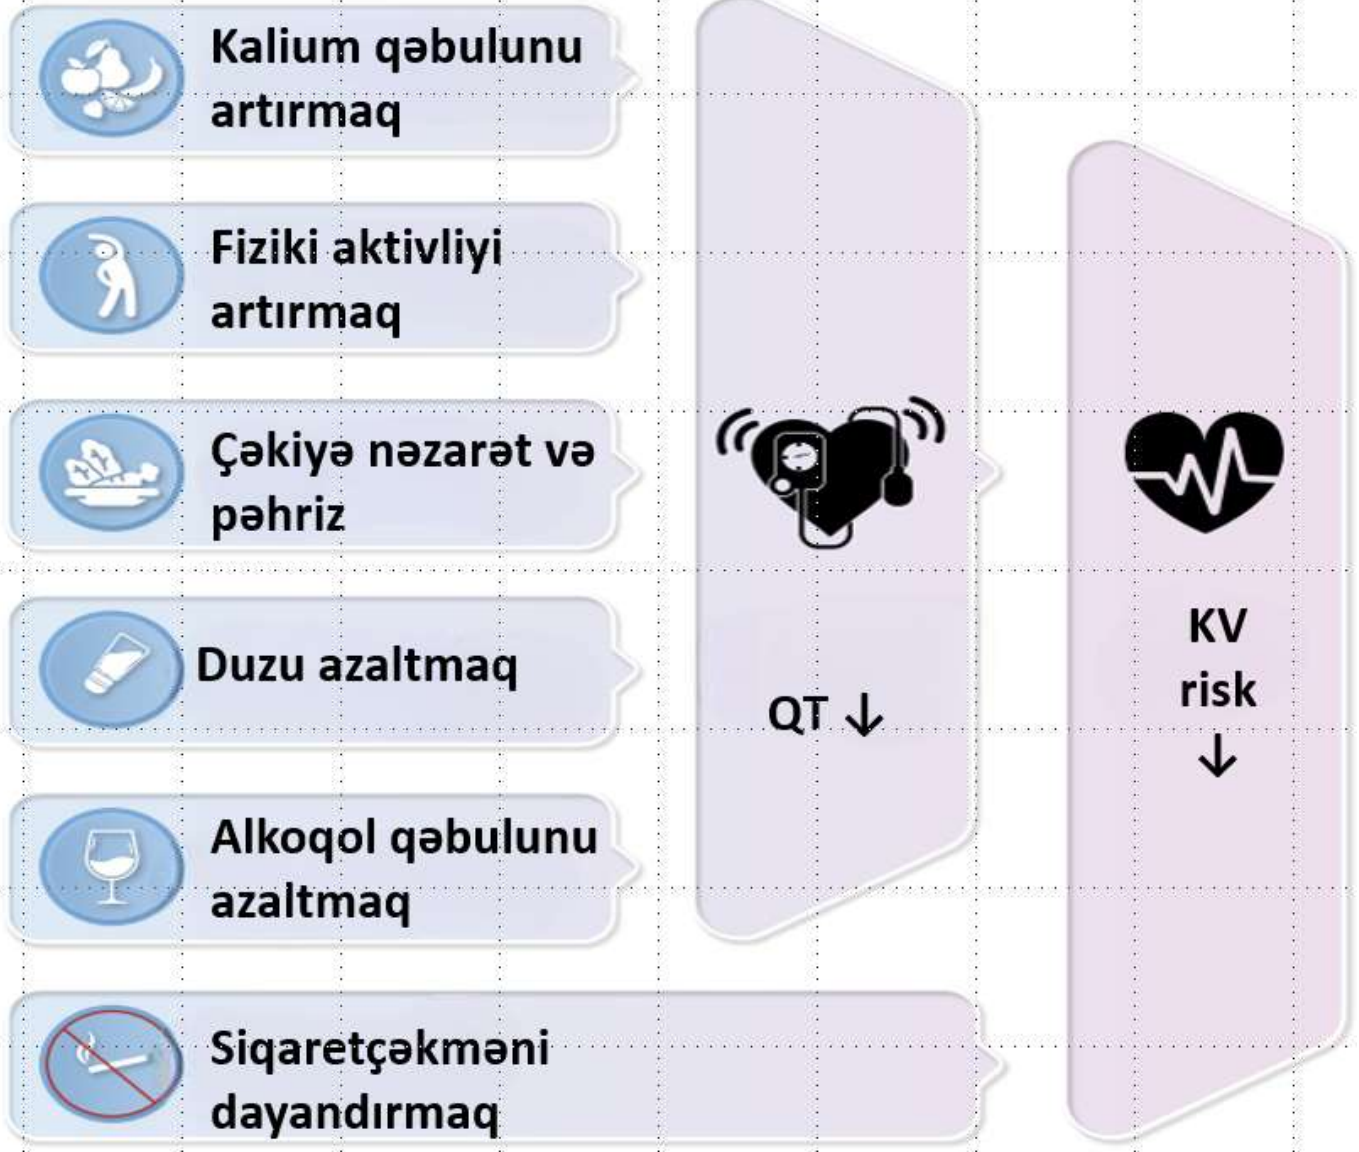 Kalium qəbulunu
artırmaq
Fiziki aktivliyi
artırmaq
Çəkiyə nəzarət və
pəhriz
Duzu azaltmaq
Alkoqol qəbulunu
azaltmaq
Siqaretçəkməni
dayandırmaq
QT ↓
KV
risk
↓